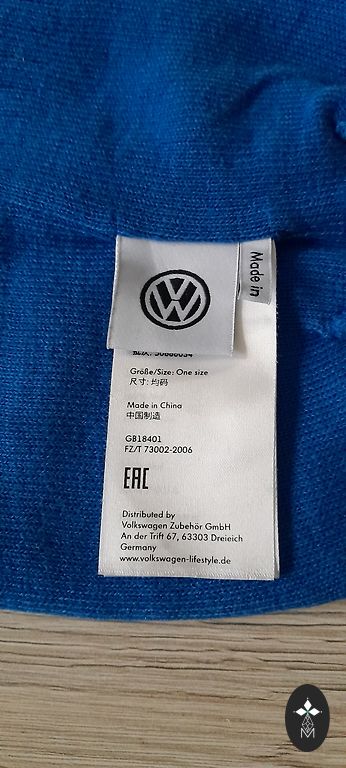 Made in
Größe/Size: One size
尺寸: 均码
Made in China
中国制造
GB18401
FZ/T 73002-2006
EAC
Distributed by
Volkswagen Zubehör GmbH
An der Trift 67, 63303 Dreieich
Germany
www.volkswagen-lifestyle.de